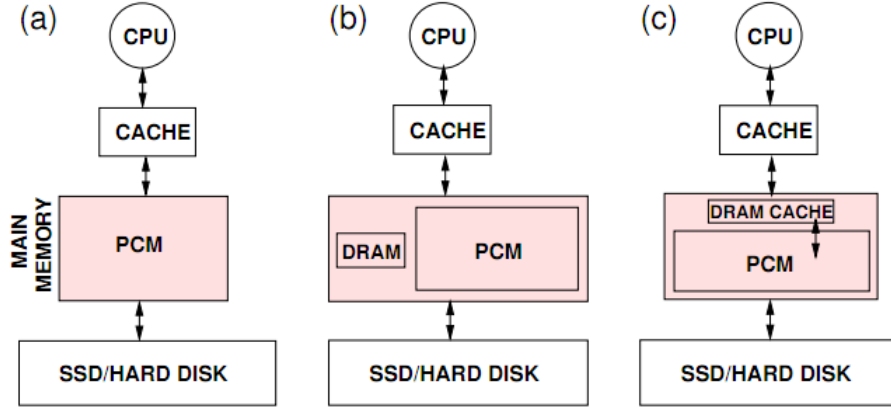 (a)
CPU
CACHE
MAIN
MEMORY
PCM
SSD/HARD DISK
(b)
CPU
CACHE
DRAM
PCM
SSD/HARD DISK
(c)
CPU
CACHE
DRAM CACHE
PCM
SSD/HARD DISK